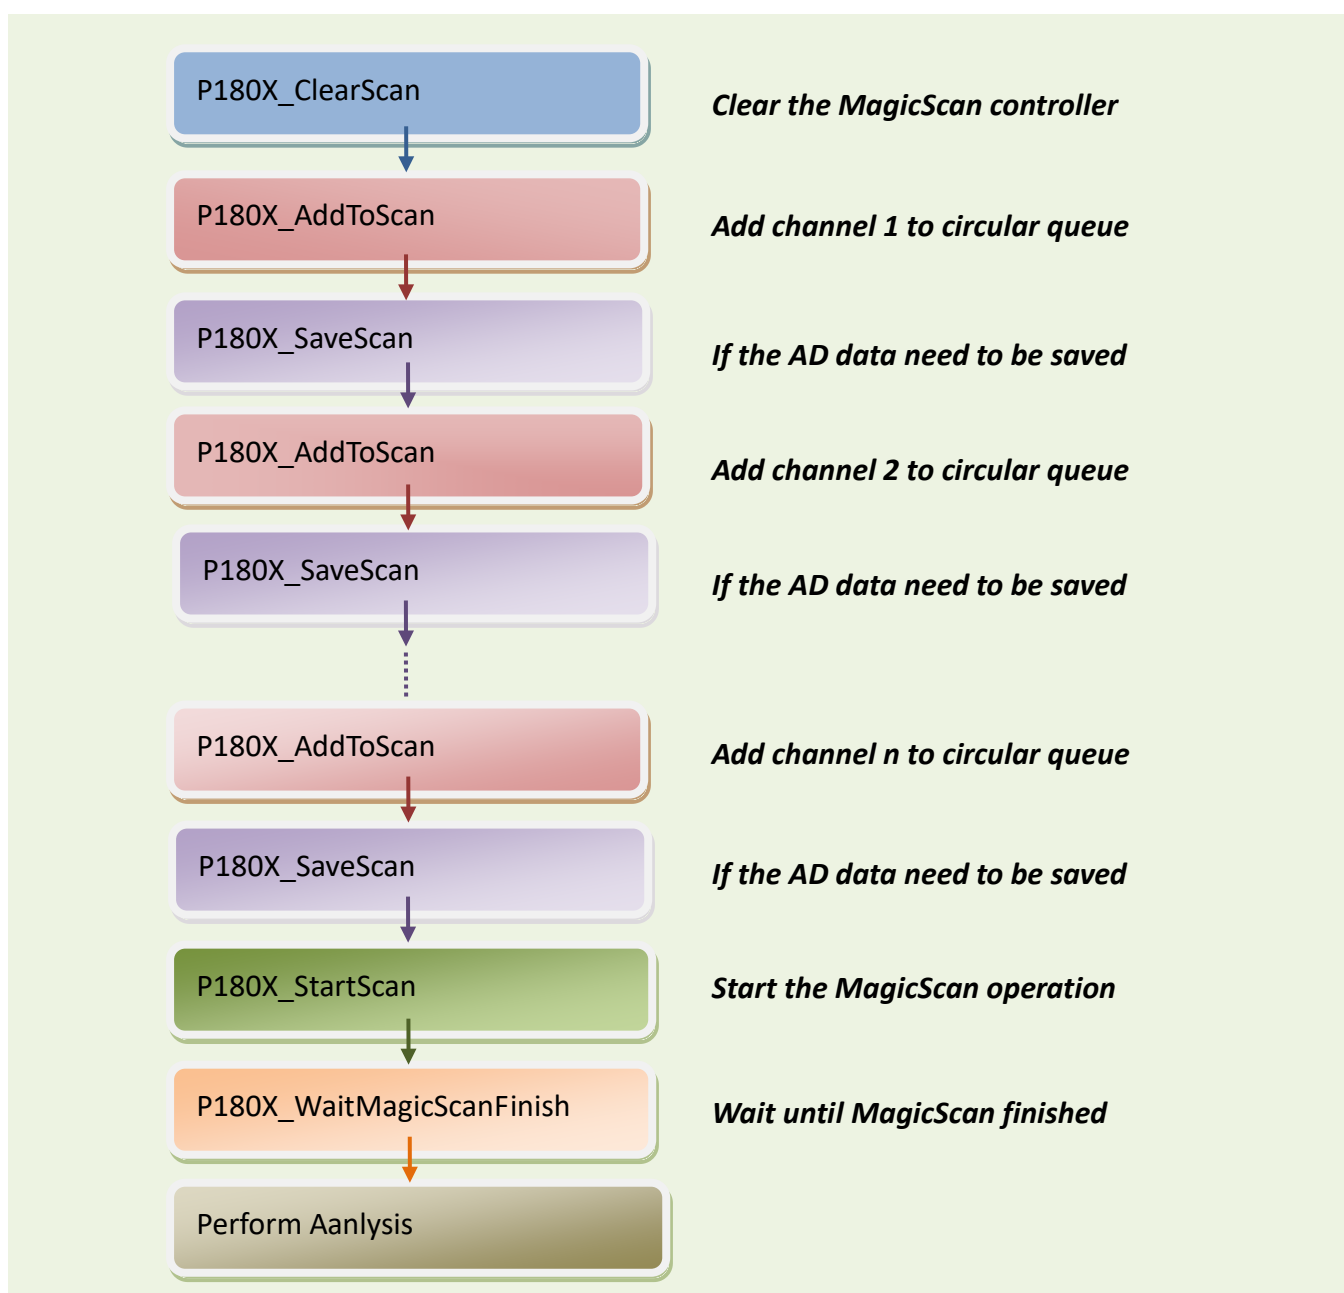 P180X_ClearScan
Clear the MagicScan controller
P180X_AddToScan
Add channel 1 to circular queue
P180X_SaveScan
If the AD data need to be saved
P180X_AddToScan
Add channel 2 to circular queue
P180X_SaveScan
If the AD data need to be saved
P180X_AddToScan
Add channel n to circular queue
P180X_SaveScan
If the AD data need to be saved
P180X_StartScan
Start the MagicScan operation
P180X_WaitMagicScanFinish
Wait until MagicScan finished
Perform Aanlysis